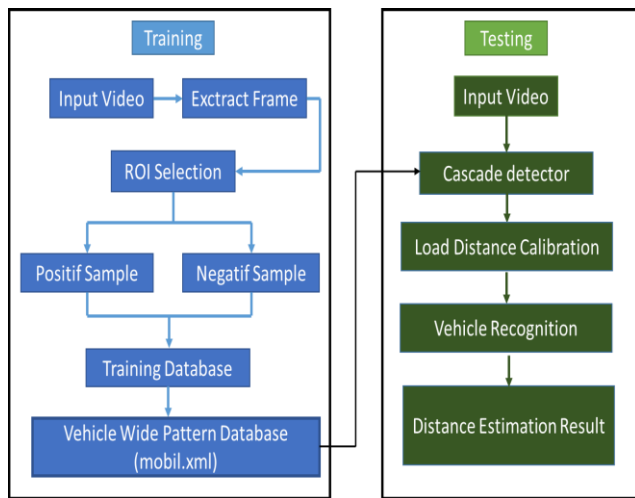 Training
Input Video
Exctract Frame
ROI Selection
Positif Sample
Negatif Sample
Training Database
Vehicle Wide Pattern Database
(mobil.xml)
Testing
Input Video
Cascade detector
Load Distance Calibration
Vehicle Recognition
Distance Estimation Result